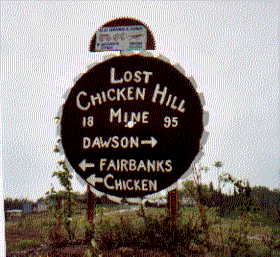 LOST
CHICKEN HILL
MINE
18 95
DAWSON→
← FAIRBANKS
← CHICKEN